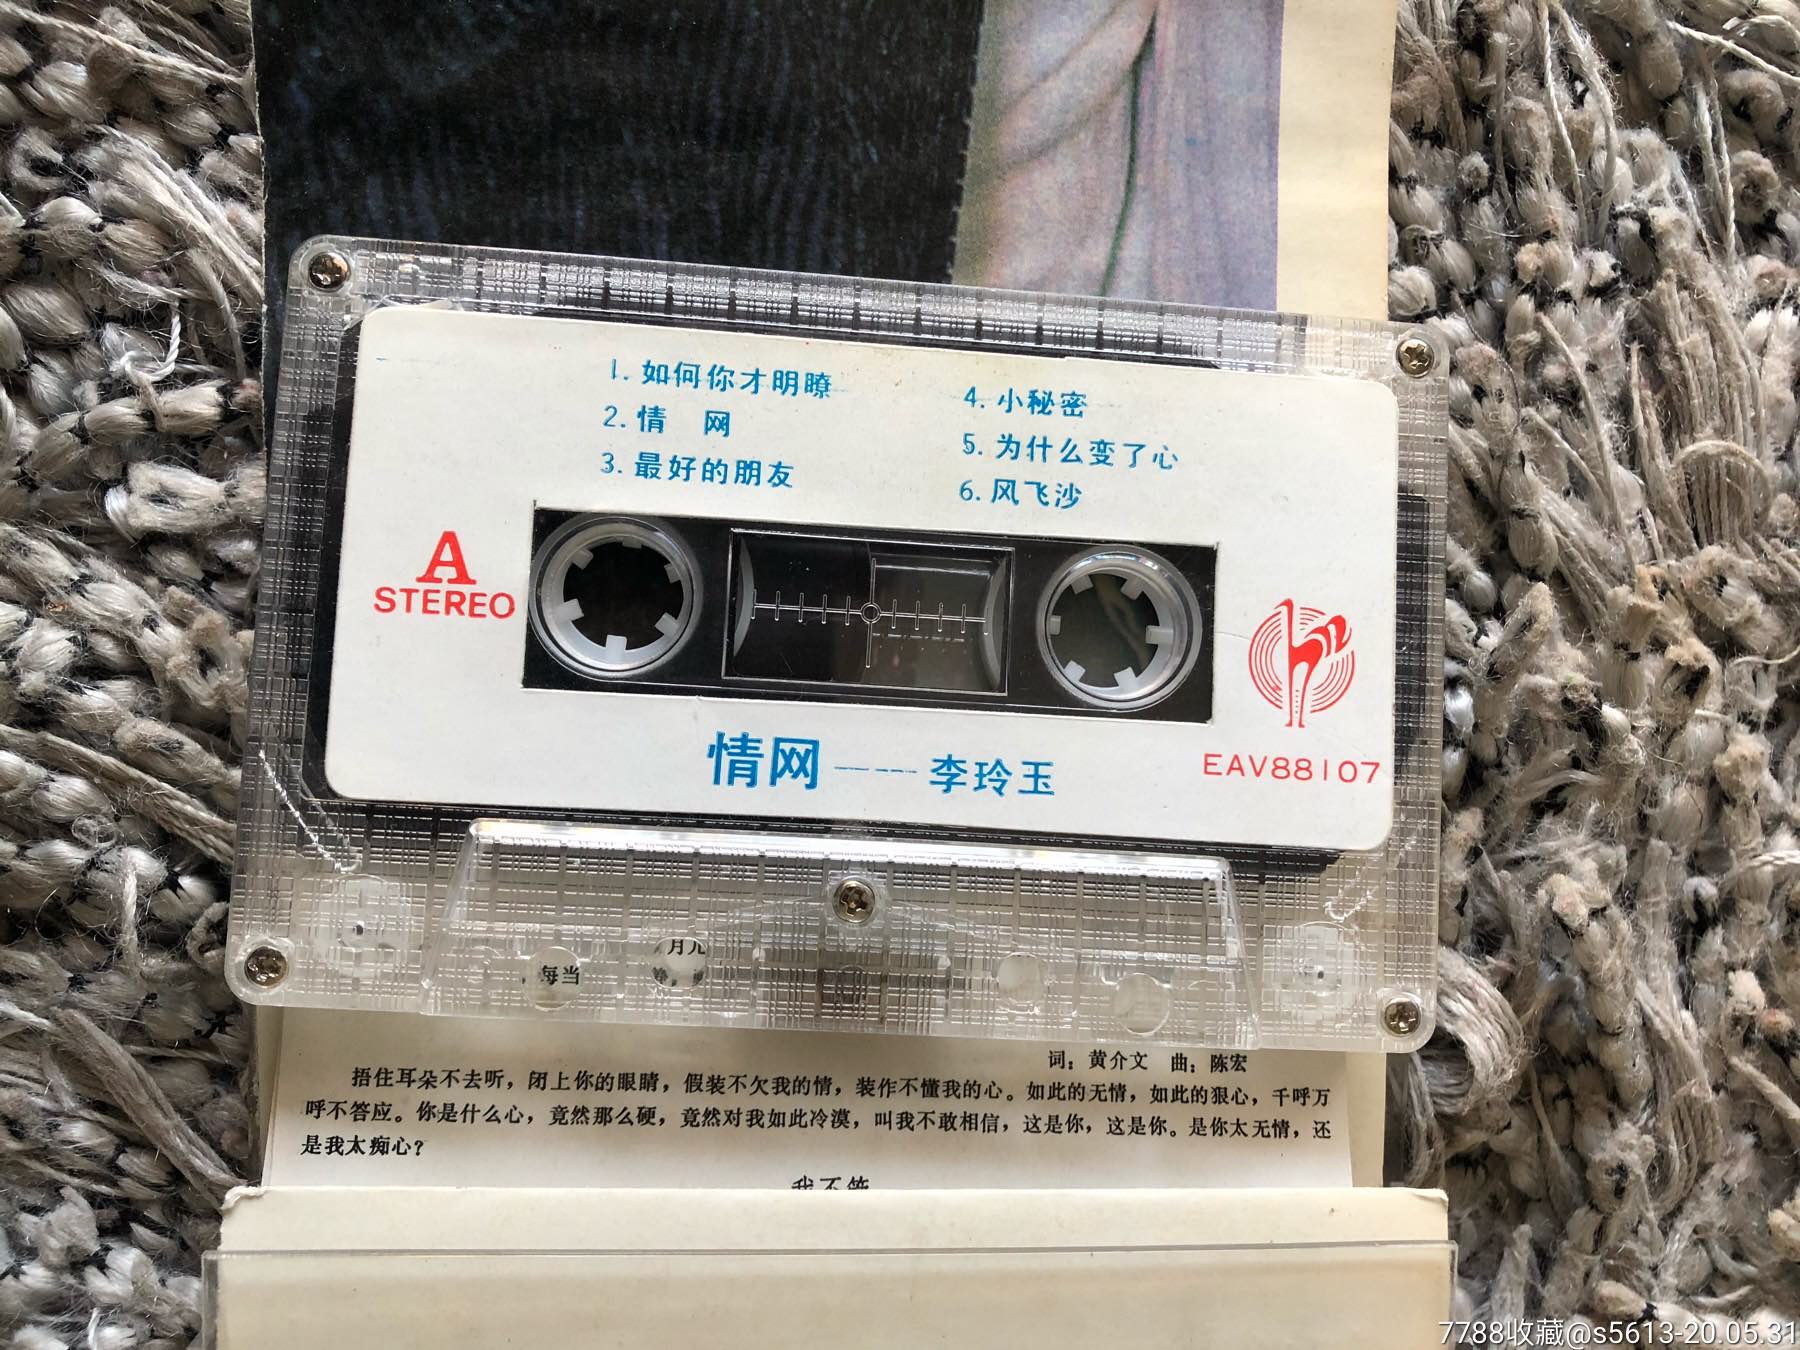 1. 如何你才明瞭
2. 情 网
3. 最好的朋友
4. 小秘密
5. 为什么变了心
6. 风飞沙
A
STEREO
情网----李玲玉
EAV88107
月儿
每当
词：黄介文 曲：陈宏
捂住耳朵不去听，闭上你的眼睛，假装不欠我的情，装作不懂我的心。如此的无情，如此的狠心，千呼万
呼不答应。你是什么心，竟然那么硬，竟然对我如此冷漠，叫我不敢相信，这是你，这是你。是你太无情，还
是我太痴心？
我不
7788收藏@s5613-20.05.31